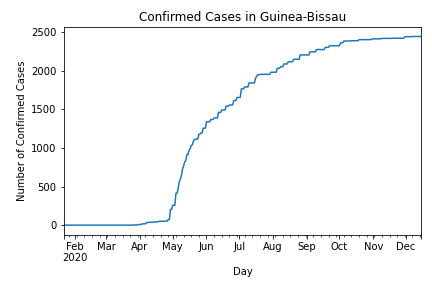 Confirmed Cases in Guinea-Bissau
Number of Confirmed Cases
2500
2000
1500
1000
500
0
Feb Mar Apr May Jun Jul Aug Sep Oct Nov Dec
2020
Day